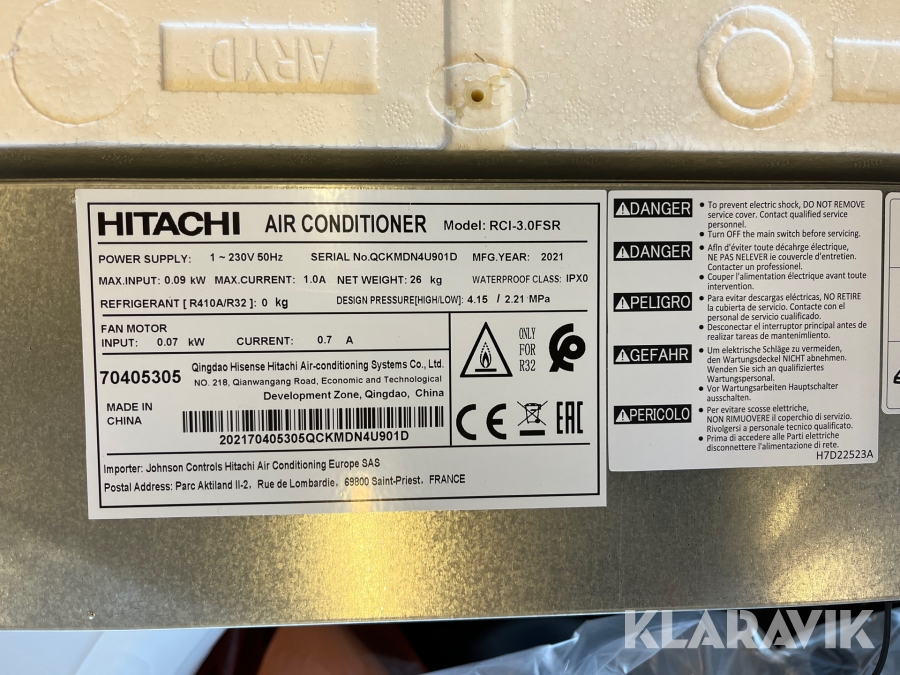 ARYD
HITACHI AIR CONDITIONER Model: RCI-3.0FSR
POWER SUPPLY: 1 ~ 230V 50Hz SERIAL No.QCKMDN4U901D MFG.YEAR: 2021
MAX.INPUT: 0.09 kW MAX.CURRENT: 1.0A NET WEIGHT: 26 kg WATERPROOF CLASS: IPX0
REFRIGERANT [ R410A/R32 ]: 0 kg DESIGN PRESSURE[HIGH/LOW]: 4.15 / 2.21 MPa
FAN MOTOR
INPUT: 0.07 kW CURRENT: 0.7 A
ONLY
FOR
R32
70405305
Qingdao Hisense Hitachi Air-conditioning Systems Co., Ltd.
NO. 218, Qianwangang Road, Economic and Technological
Development Zone, Qingdao, China
MADE IN
CHINA
202170405305QCKMDN4U901D
CE
EAC
Importer: Johnson Controls Hitachi Air Conditioning Europe SAS
Postal Address: Parc Aktiland II-2, Rue de Lombardie, 69800 Saint-Priest, FRANCE
DANGER
• To prevent electric shock, DO NOT REMOVE
service cover. Contact qualified service
personnel.
• Turn OFF the main switch before servicing.
DANGER
• Afin d'éviter toute décahrge électrique,
NE PAS NELEVER ie couvercle d'entretien.
Contacter un professionel.
• Couper l'alimentation électrique avant toute
intervention.
PELIGRO
• Para evitar descargas eléctricas, NO RETIRE
la cubierta de servicio. Contacte con el
personal de servicio cualificado.
• Desconectar el interruptor principal antes de
realizar tareas de mantenimiento.
GEFAHR
• Um elektrische Schläge zu vermeiden,
den Wartungsdeckel NICHT abnehmen.
Wenden Sie sich an qualifiziertes
Wartungspersonal.
• Vor Wartungarbeiten Hauptschalter
ausschalten.
PERICOLO
• Per evitare scosse elettriche,
NON RIMUOVERE il coperchio di servizio.
Rivolgersi a personale tecnico qualificato.
• Prima di accedere alle Parti elettriche
disconnettere l'alimentazione di rete.
H7D22523A
KLARAVIK